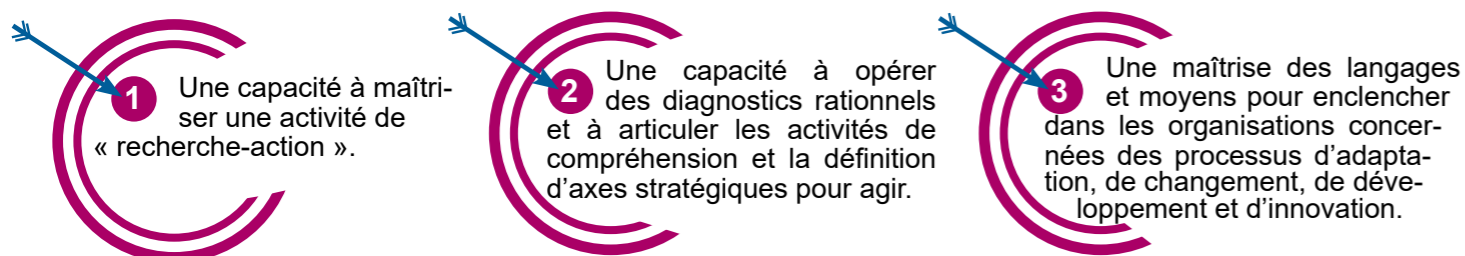 1 Une capacité à maîtri-
ser une activité de
« recherche-action ».
2 Une capacité à opérer
des diagnostics rationnels
et à articuler les activités de
compréhension et la définition
d'axes stratégiques pour agir.
3 Une maîtrise des langages
et moyens pour enclencher
dans les organisations concer-
nées des processus d'adapta-
tion, de changement, de déve-
loppement et d'innovation.